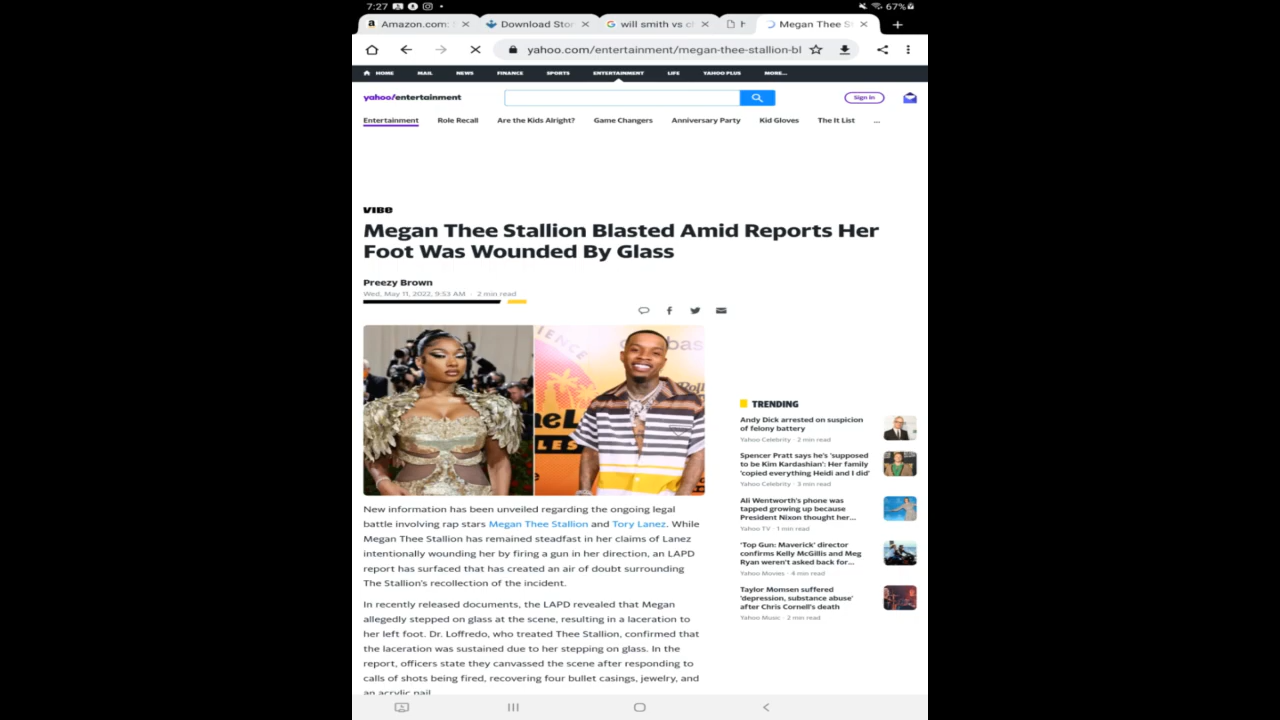 7:27
67%
Amazon.com:
Download Stor
will smith vs c
Megan Thee S
yahoo.com/entertainment/megan-thee-stallion-bl
HOME MAIL NEWS FINANCE SPORTS ENTERTAINMENT LIFE YAHOO PLUS MORE...
yahoo/entertainment
Sign in
Entertainment Role Recall Are the Kids Alright? Game Changers Anniversary Party Kid Gloves The It List ...
VIBE
Megan Thee Stallion Blasted Amid Reports Her
Foot Was Wounded By Glass
Preezy Brown
Wed, May 11, 2022, 9:53 AM · 2 min read
New information has been unveiled regarding the ongoing legal
battle involving rap stars Megan Thee Stallion and Tory Lanez. While
Megan Thee Stallion has remained steadfast in her claims of Lanez
intentionally wounding her by firing a gun in her direction, an LAPD
report has surfaced that has created an air of doubt surrounding
The Stallion's recollection of the incident.
In recently released documents, the LAPD revealed that Megan
allegedly stepped on glass at the scene, resulting in a laceration to
her left foot. Dr. Loffredo, who treated Thee Stallion, confirmed that
the laceration was sustained due to her stepping on glass. In the
report, officers state they canvassed the scene after responding to
calls of shots being fired, recovering four bullet casings, jewelry, and
an acrylic nail
TRENDING
Andy Dick arrested on suspicion
of felony battery
Yahoo Celebrity · 2 min read
Spencer Pratt says he's 'supposed
to be Kim Kardashian': Her family
'copied everything Heidi and I did'
Yahoo Celebrity · 3 min read
Ali Wentworth's phone was
tapped growing up because
President Nixon thought her...
Yahoo TV · 1 min read
'Top Gun: Maverick' director
confirms Kelly McGillis and Meg
Ryan weren't asked back for...
Yahoo Movies · 4 min read
Taylor Momsen suffered
'depression, substance abuse'
after Chris Cornell's death
Yahoo Music · 2 min read